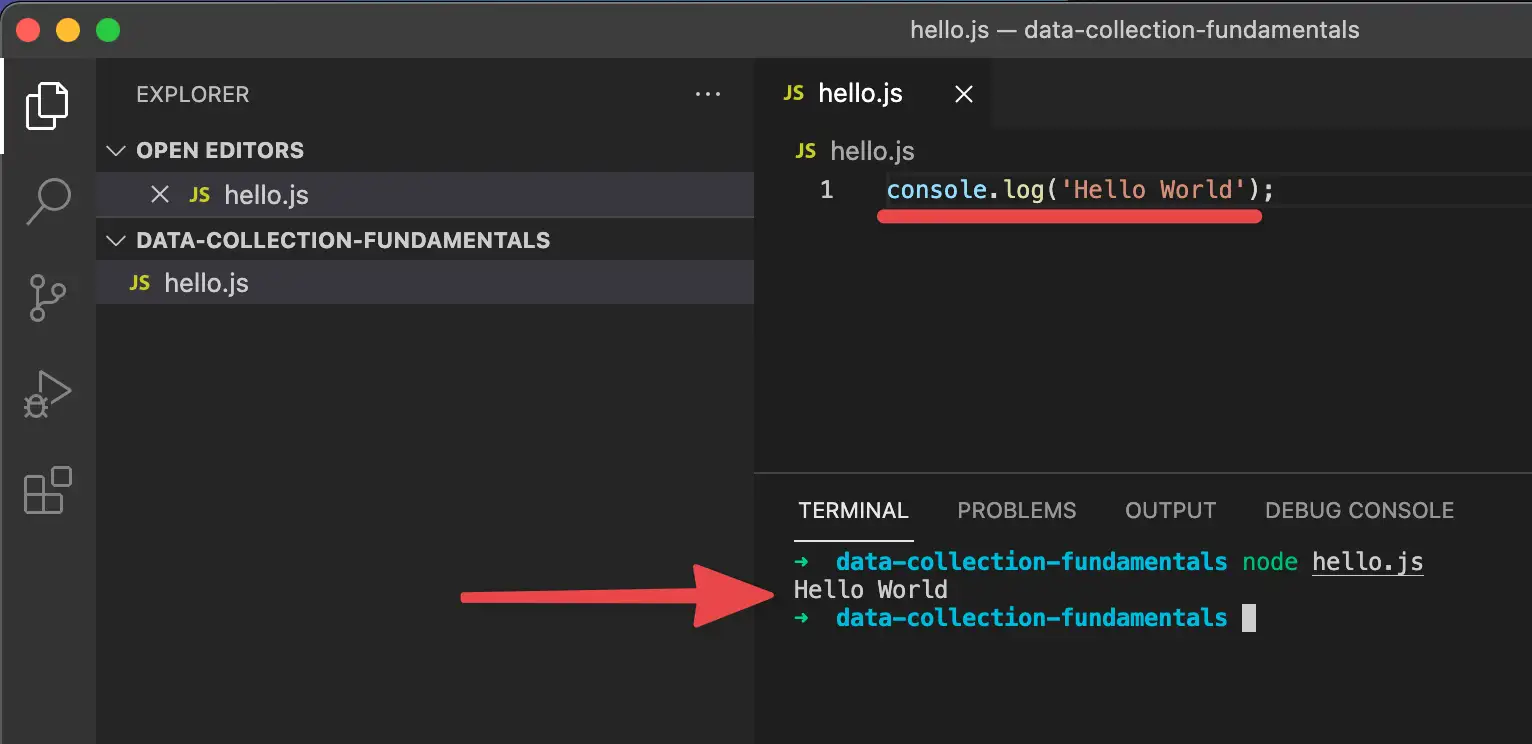 hello.js — data-collection-fundamentals
EXPLORER
OPEN EDITORS
JS hello.js
DATA-COLLECTION-FUNDAMENTALS
JS hello.js
JS hello.js
JS hello.js
1 console.log('Hello World');
TERMINAL PROBLEMS OUTPUT DEBUG CONSOLE
➜ data-collection-fundamentals node hello.js
Hello World
➜ data-collection-fundamentals